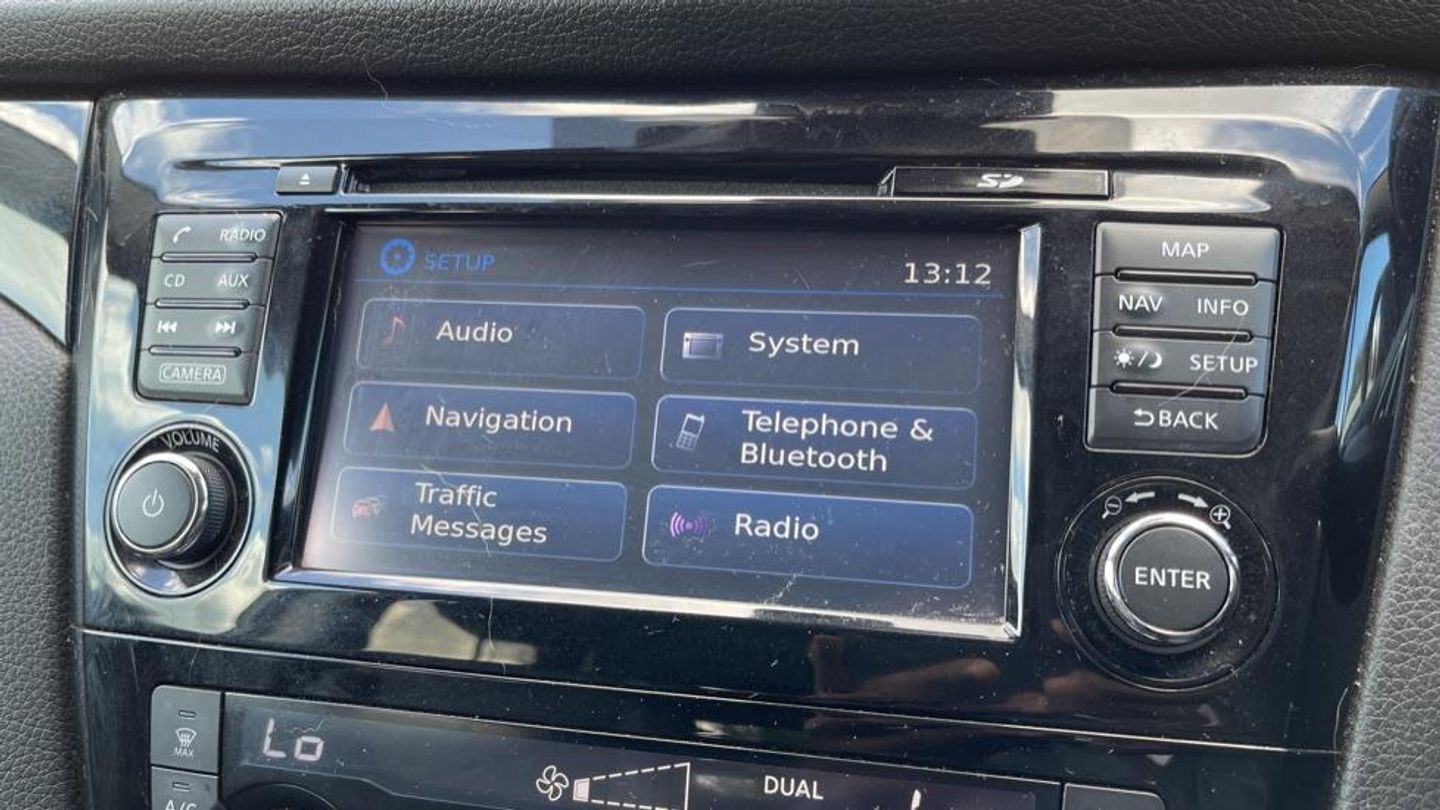 SD
RADIO
CD AUX
CAMERA
VOLUME
SETUP
13:12
Audio
System
Navigation
Telephone &
Bluetooth
Traffic
Messages
Radio
MAP
NAV INFO
SETUP
BACK
ENTER
MAX
A/C
Lo
DUAL